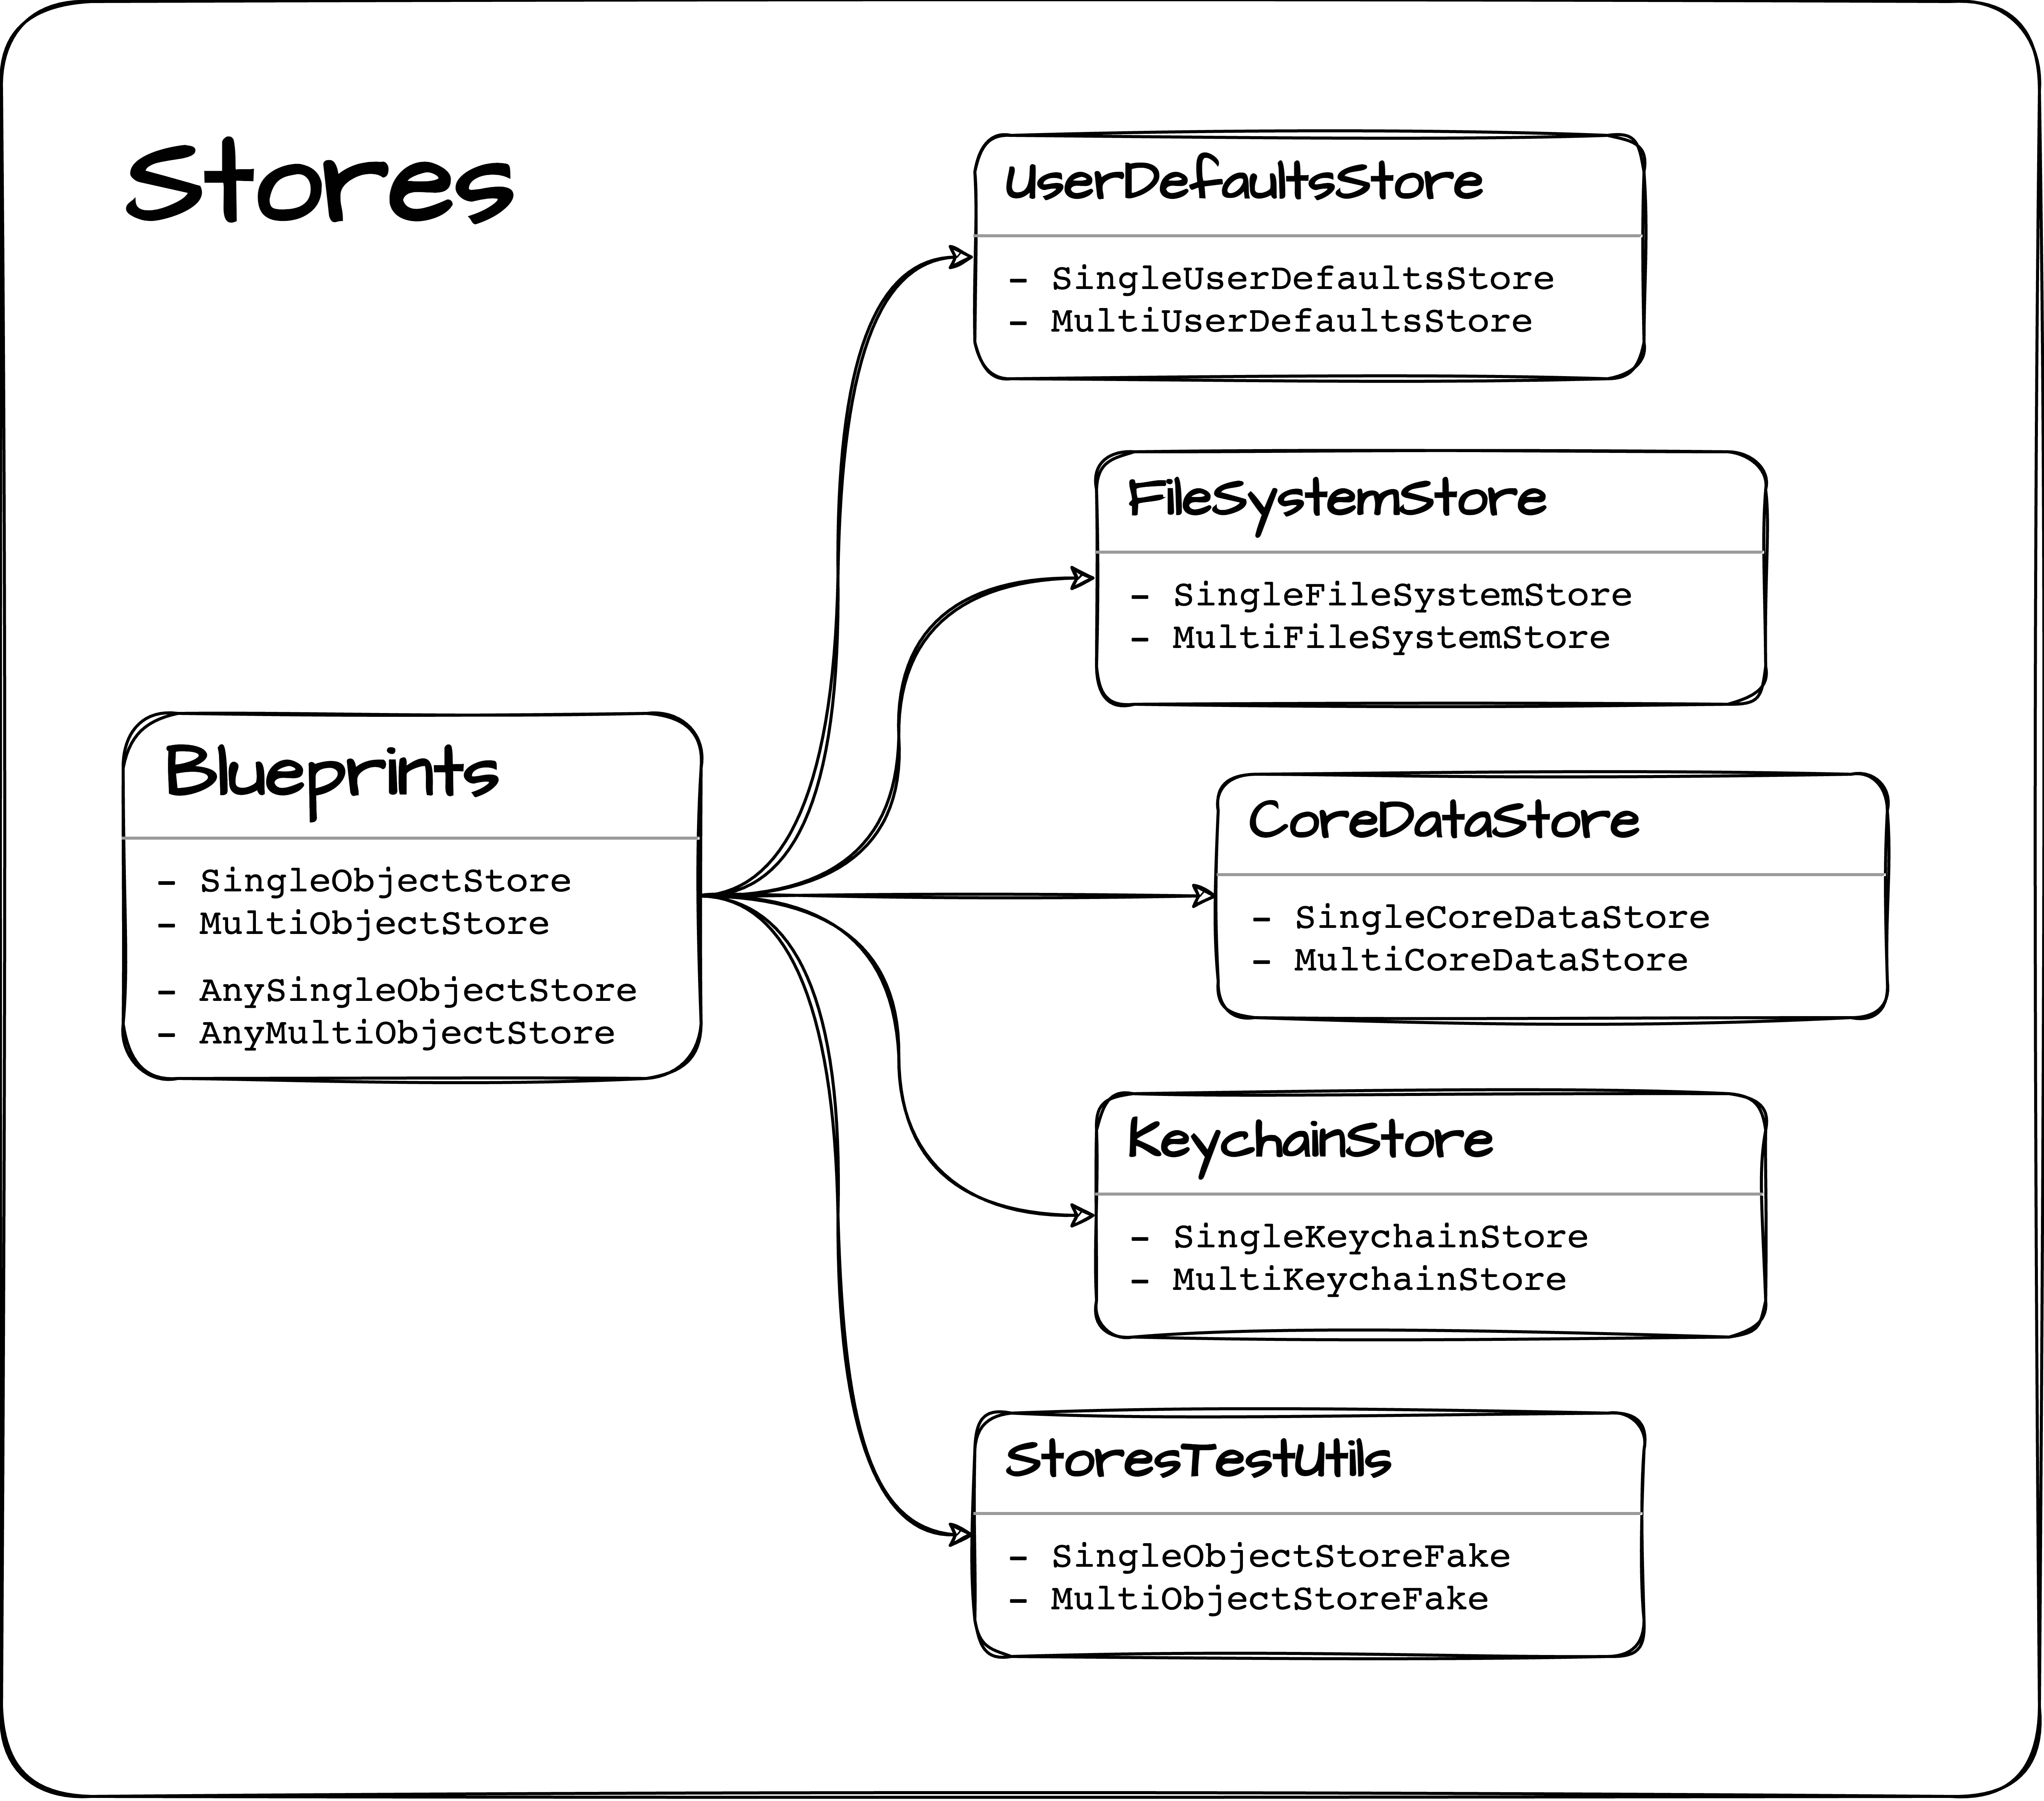 Stores
UserDefaultsStore
- SingleUserDefaultsStore
- MultiUserDefaultsStore
FileSystemStore
- SingleFileSystemStore
- MultiFileSystemStore
Blueprints
- SingleObjectStore
- MultiObjectStore
- AnySingleObjectStore
- AnyMultiObjectStore
CoreDataStore
- SingleCoreDataStore
- MultiCoreDataStore
KeychainStore
- SingleKeychainStore
- MultiKeychainStore
StoresTestUtils
- SingleObjectStoreFake
- MultiObjectStoreFake